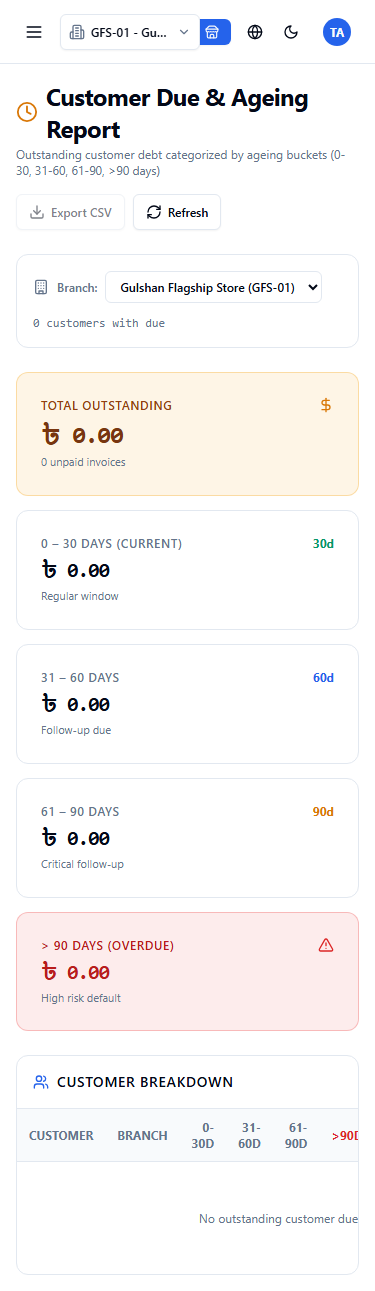 GFS-01 - Gu...
TA
Customer Due & Ageing
Report
Outstanding customer debt categorized by ageing buckets (0-
30, 31-60, 61-90, >90 days)
Export CSV
Refresh
Branch:
Gulshan Flagship Store (GFS-01)
0 customers with due
TOTAL OUTSTANDING
$
৳ 0.00
0 unpaid invoices
0 – 30 DAYS (CURRENT)
30d
৳ 0.00
Regular window
31 – 60 DAYS
60d
৳ 0.00
Follow-up due
61 – 90 DAYS
90d
৳ 0.00
Critical follow-up
> 90 DAYS (OVERDUE)
৳ 0.00
High risk default
CUSTOMER BREAKDOWN
CUSTOMER BRANCH 0-30D 31-60D 61-90D >90D
No outstanding customer due